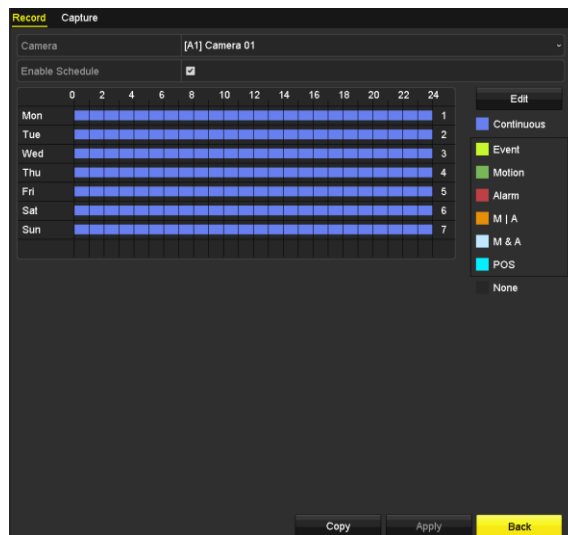 Record Capture
Camera [A1] Camera 01
Enable Schedule
0 2 4 6 8 10 12 14 16 18 20 22 24
Edit
Mon 1
Continuous
Tue 2
Wed 3
Event
Thu 4
Motion
Fri 5
Alarm
Sat 6
M | A
Sun 7
M & A
POS
None
Copy Apply Back